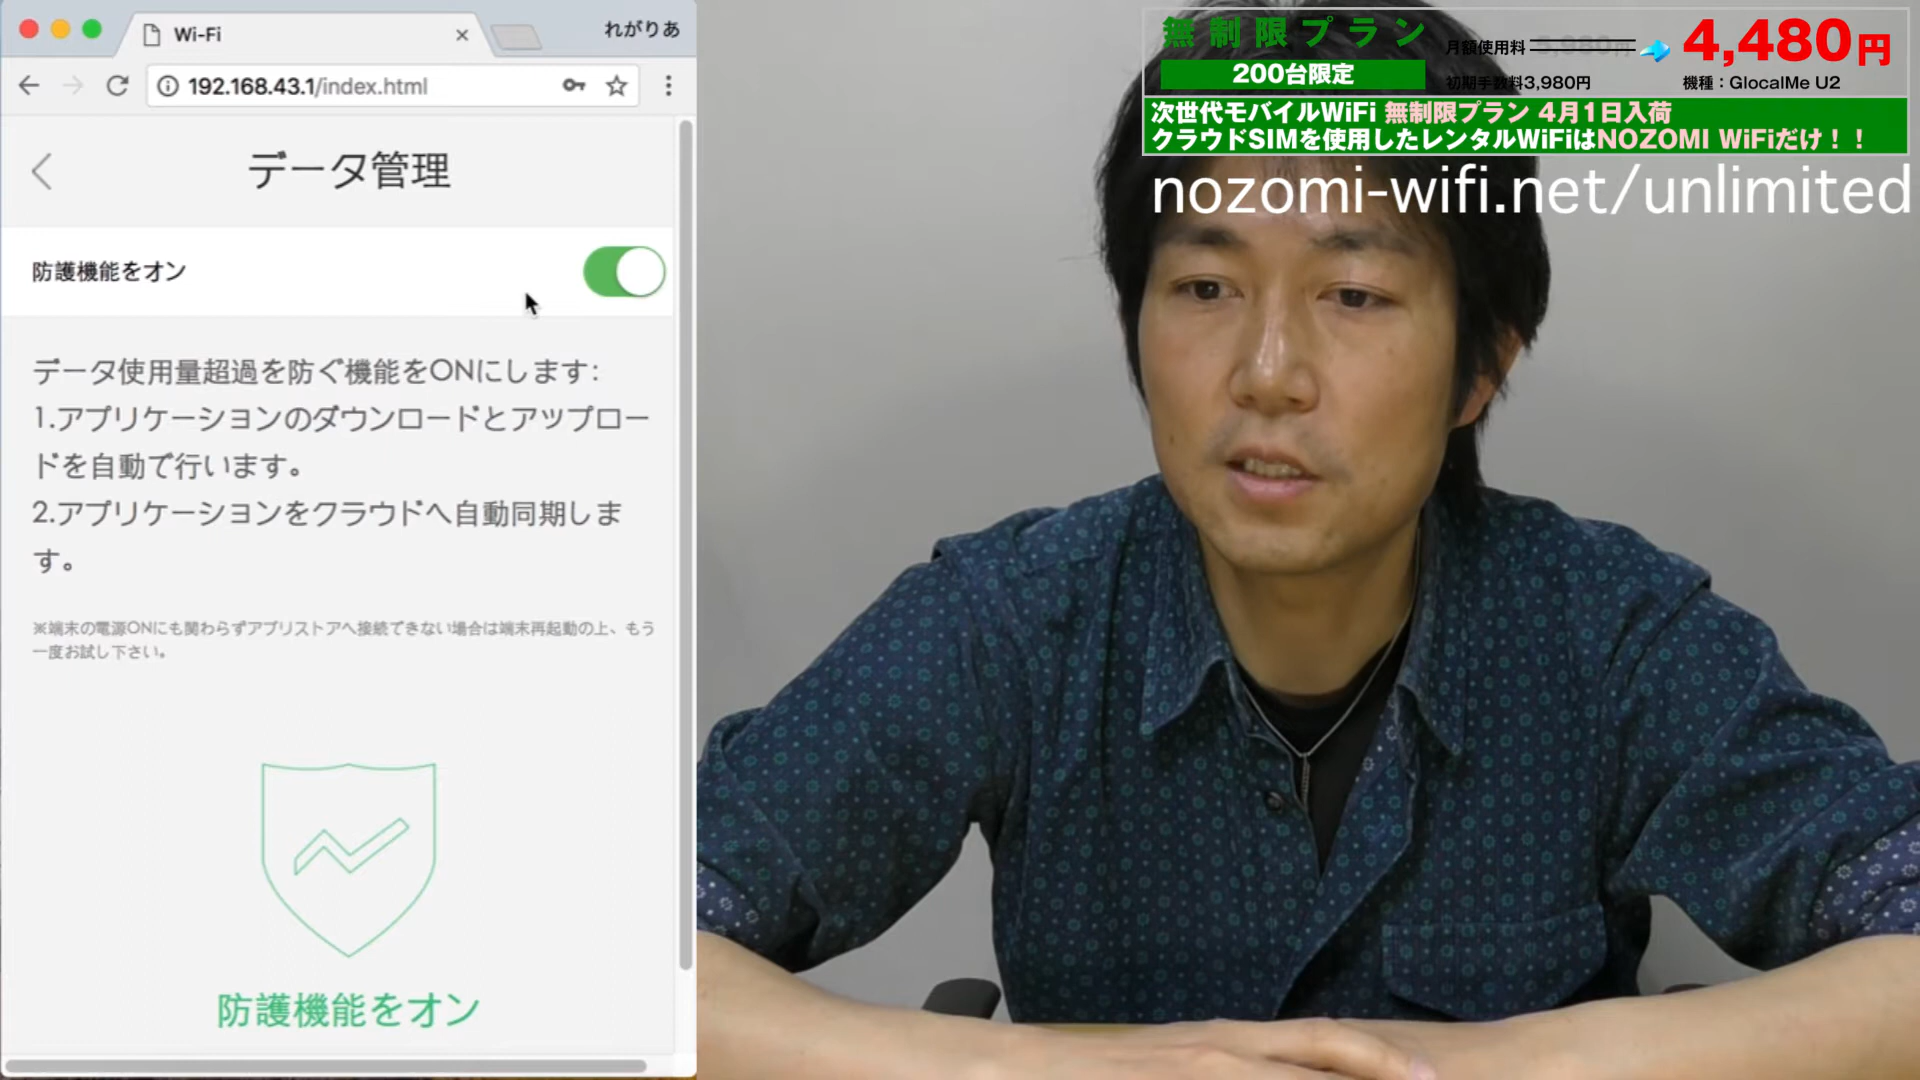 Wi-Fi
れがりあ
192.168.43.1/index.html
データ管理
防護機能をオン
データ使用量超過を防ぐ機能をONにします:
1.アプリケーションのダウンロードとアップロー
ドを自動で行います。
2.アプリケーションをクラウドへ自動同期しま
す。
※端末の電源ONにも関わらずアプリストアへ接続できない場合は端末再起動の上、もう
一度お試し下さい。
防護機能をオン
無制限プラン
200台限定
月額使用料 5,980円 4,480円
初期手数料3,980円
機種：GlocalMe U2
次世代モバイルWiFi 無制限プラン 4月1日入荷
クラウドSIMを使用したレンタルWiFiはNOZOMI WiFiだけ！！
nozomi-wifi.net/unlimited